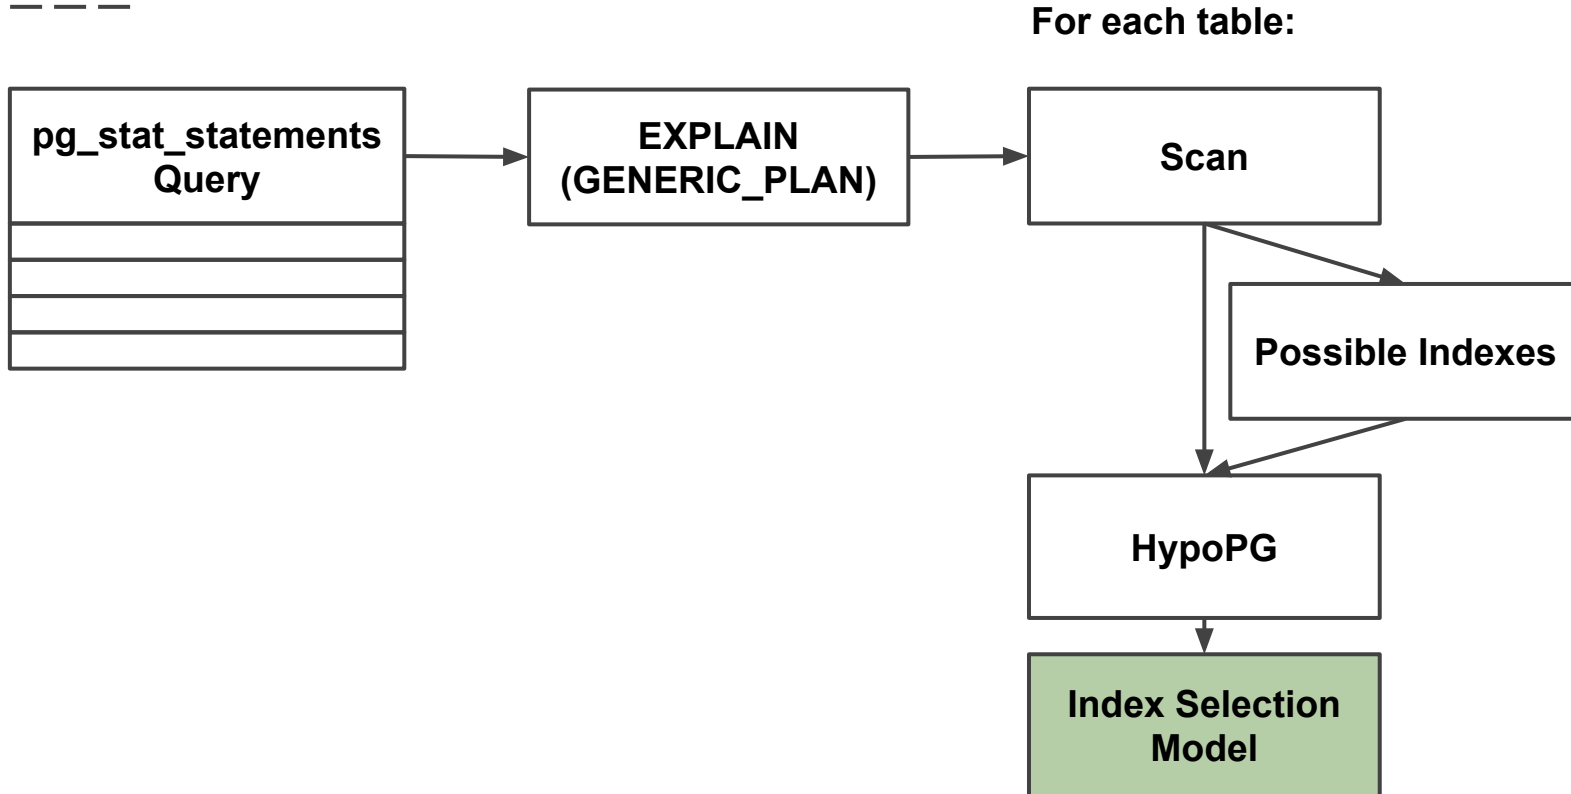 For each table:
pg_stat_statements
Query
EXPLAIN
(GENERIC_PLAN)
Scan
Possible Indexes
HypoPG
Index Selection
Model